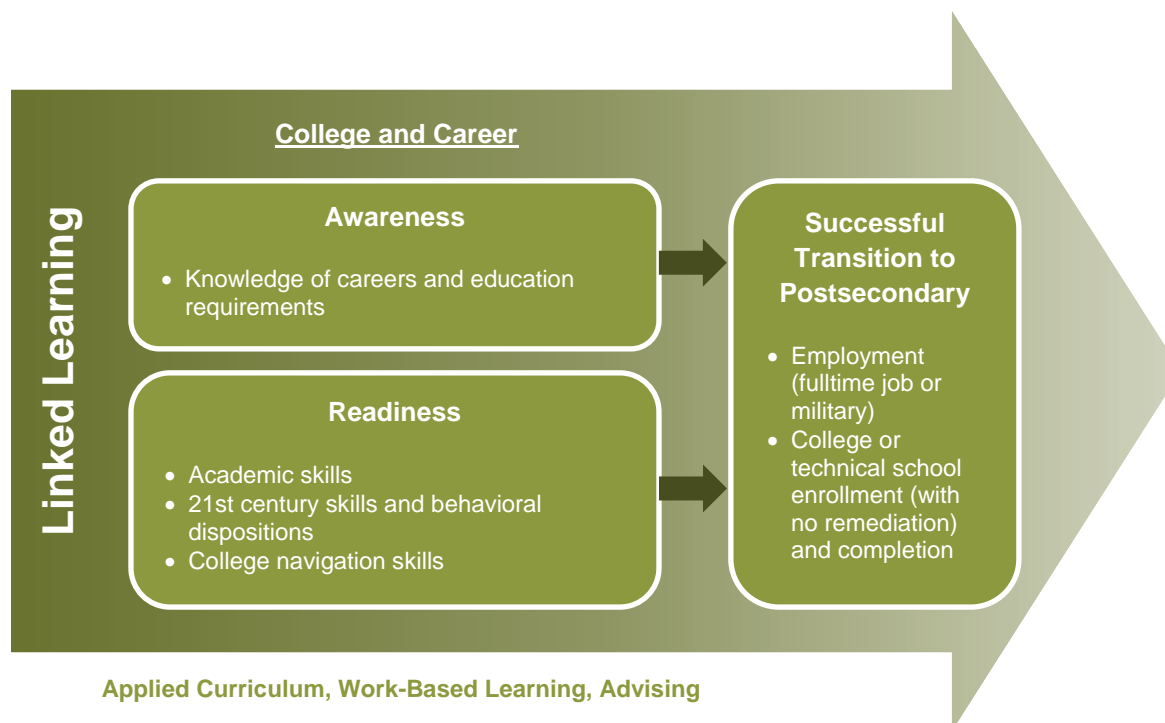 Linked Learning
College and Career
Awareness
• Knowledge of careers and education
requirements
Readiness
• Academic skills
• 21st century skills and behavioral
dispositions
• College navigation skills
Successful
Transition to
Postsecondary
• Employment
(fulltime job or
military)
• College or
technical school
enrollment (with
no remediation)
and completion
Applied Curriculum, Work-Based Learning, Advising